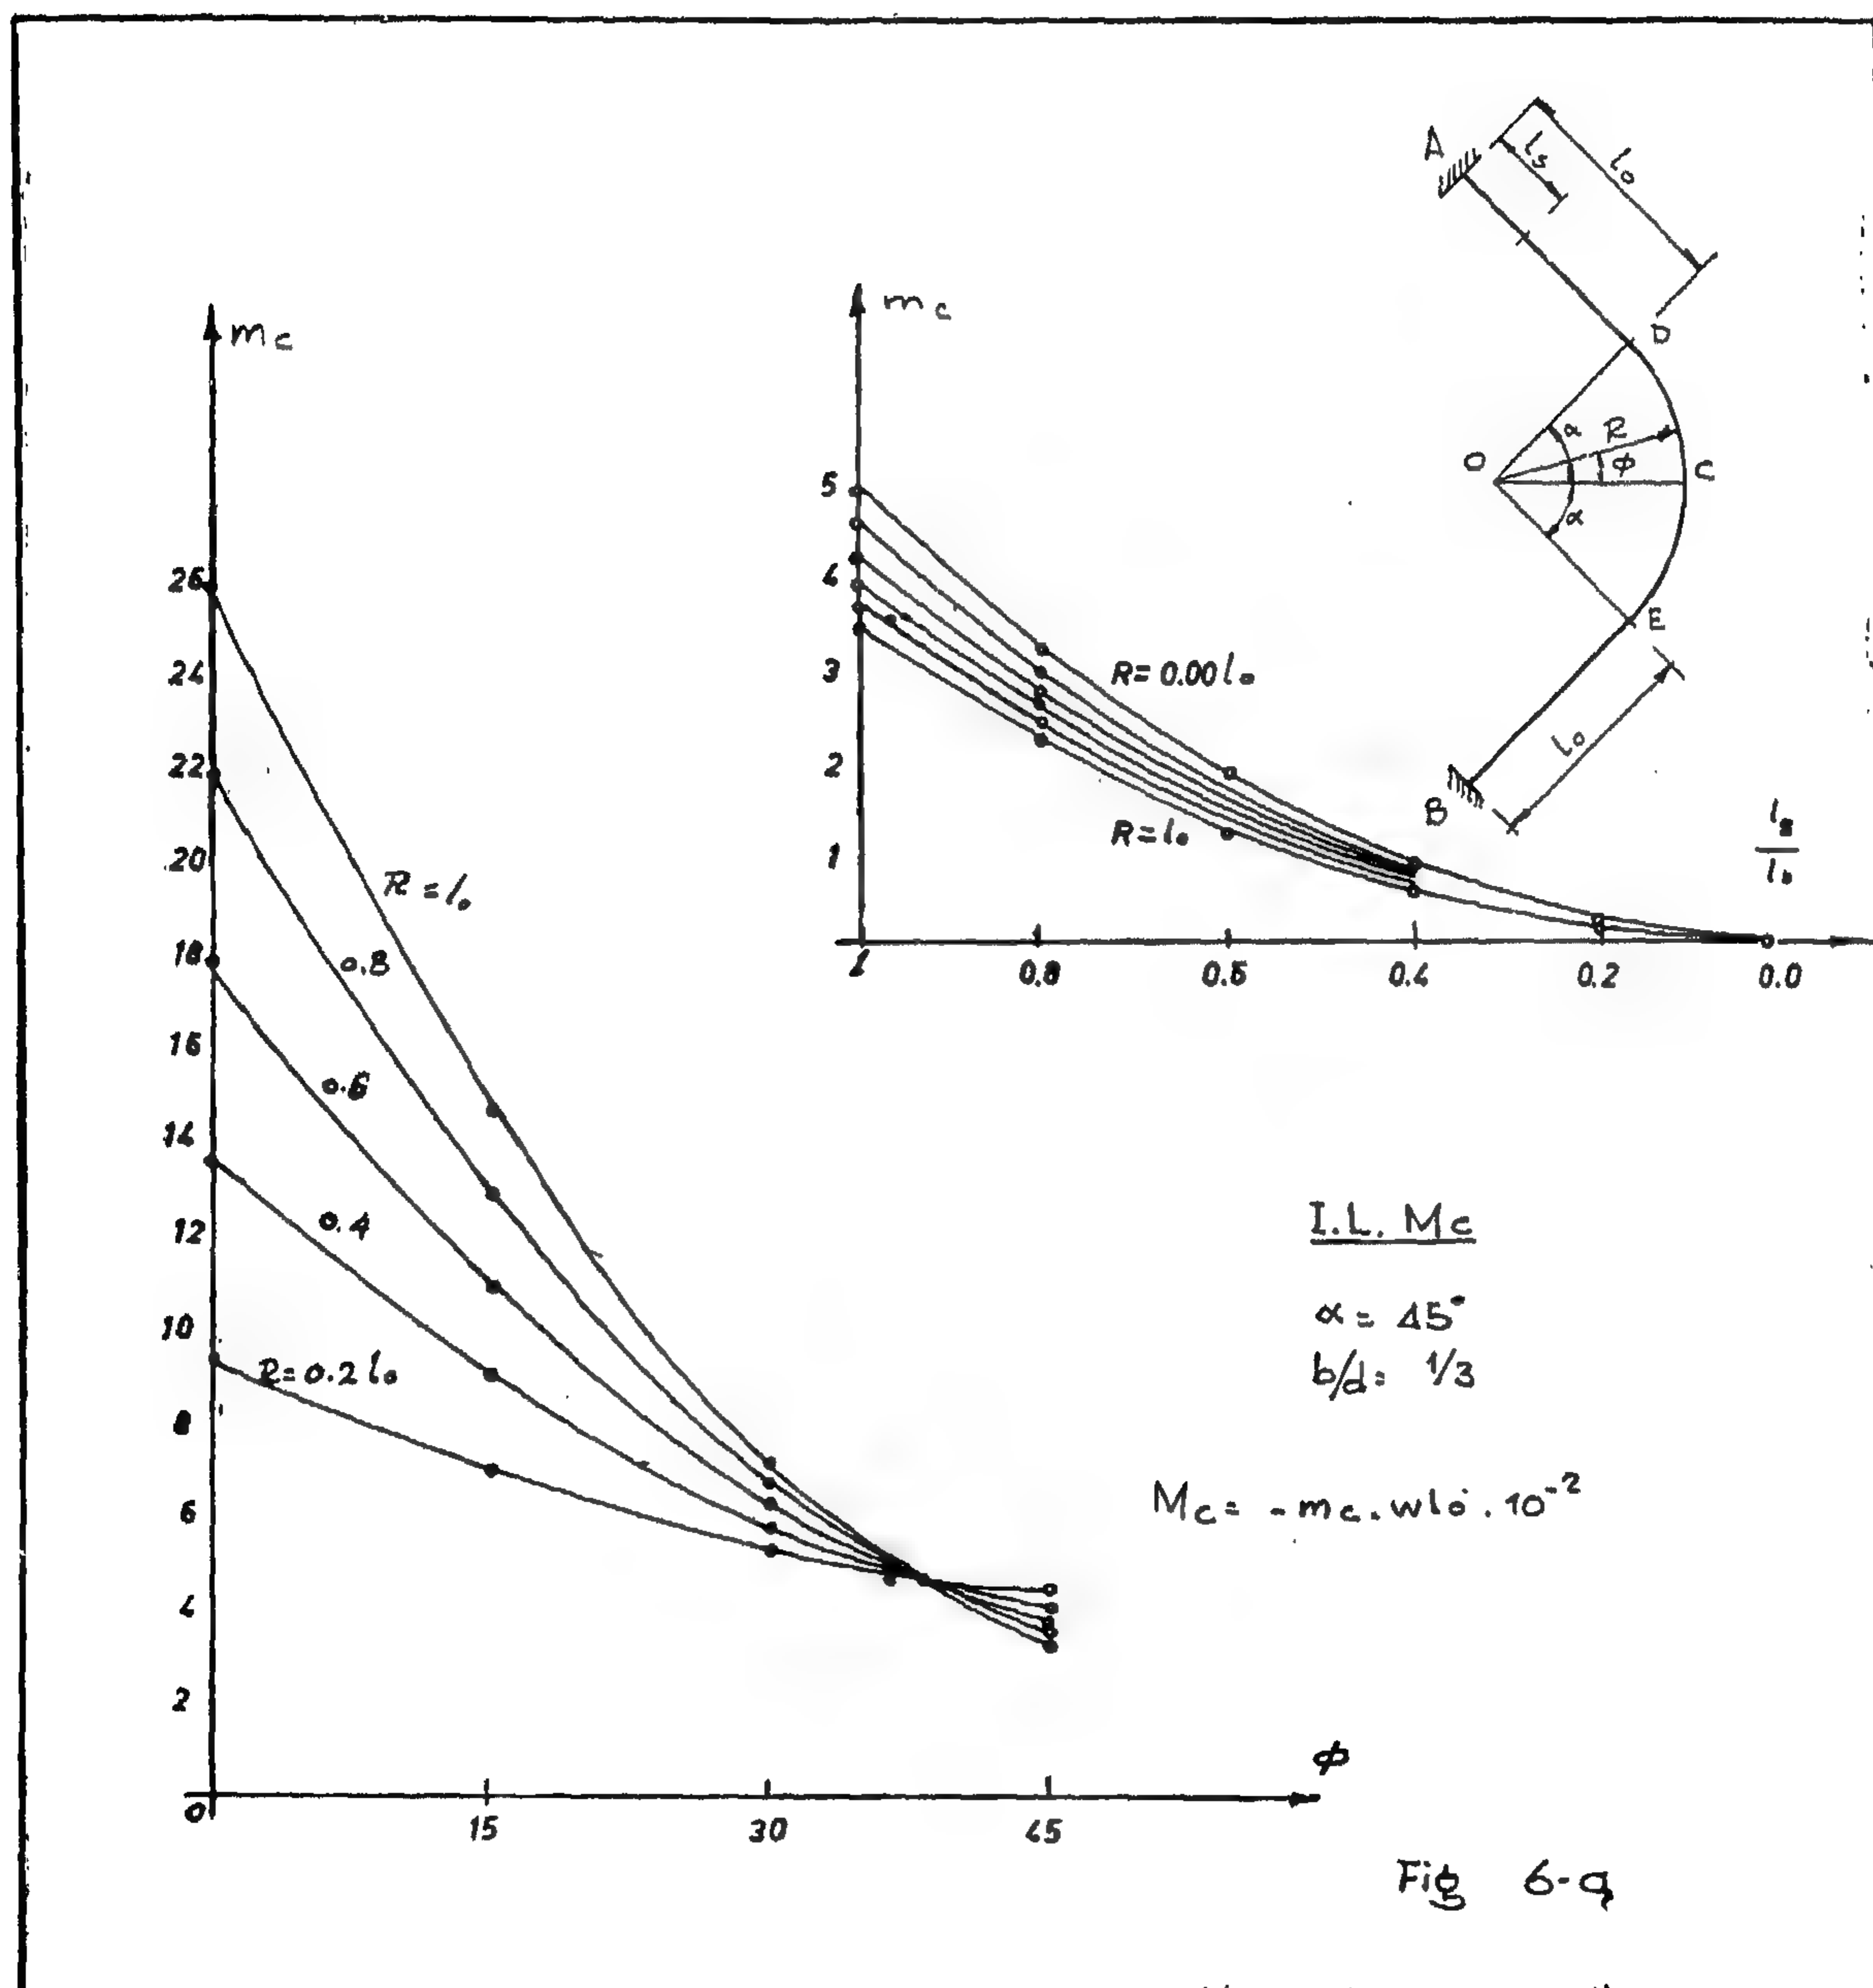 mc
26
24
22
20
18
16
14
12
10
8
6
4
2
0
15
30
45
ϕ
R = l₀
0.8
0.6
0.4
R=0.2 l₀
mc
5
4
3
2
1
R= 0.00 l₀
R= l₀
1
0.8
0.6
0.4
0.2
0.0
ls
l₀
A
ls
l₀
D
O
α
R
ϕ
C
α
E
l₀
B
I.L. Mc
α = 45°
b/d = 1/3
Mc = - mc. wl₀ . 10⁻²
Fig 6-a